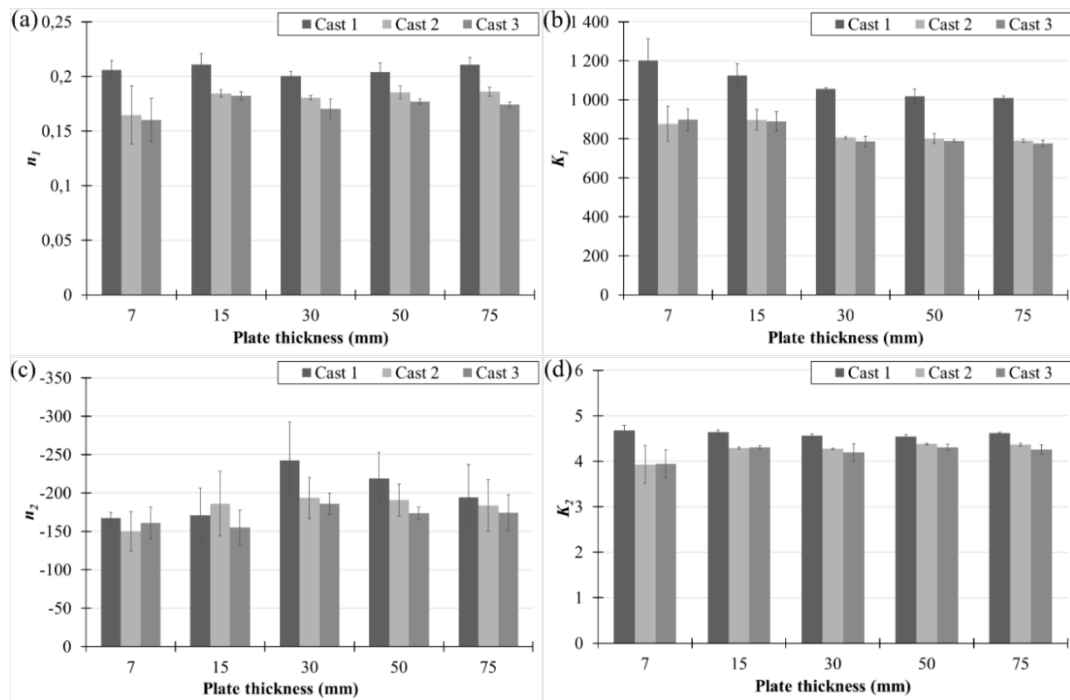 (a)
Cast 1 Cast 2 Cast 3
0,25
0,2
0,15
0,1
0,05
0
n1
7 15 30 50 75
Plate thickness (mm)
(b)
Cast 1 Cast 2 Cast 3
1 400
1 200
1 000
800
600
400
200
0
K1
7 15 30 50 75
Plate thickness (mm)
(c)
Cast 1 Cast 2 Cast 3
-350
-300
-250
-200
-150
-100
-50
0
n2
7 15 30 50 75
Plate thickness (mm)
(d)
Cast 1 Cast 2 Cast 3
6
5
4
3
2
1
0
K2
7 15 30 50 75
Plate thickness (mm)